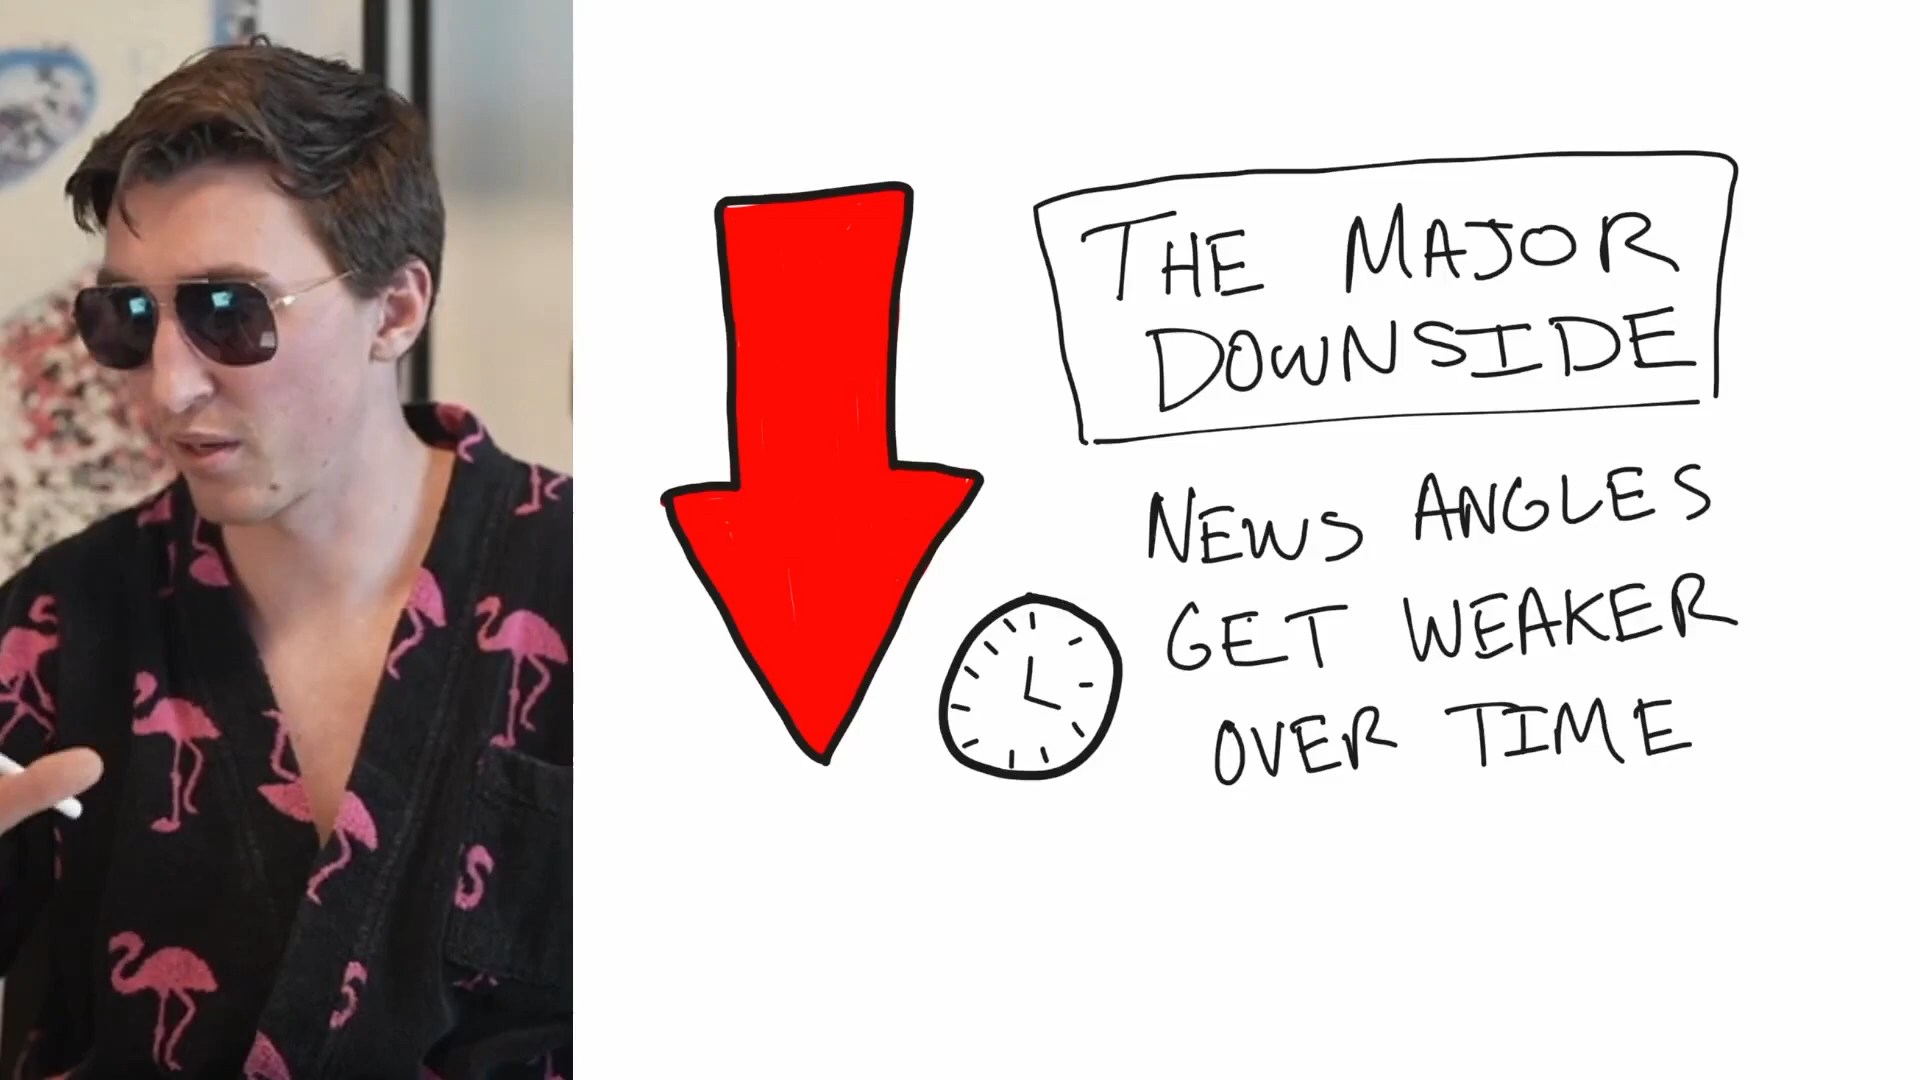 THE MAJOR
DOWNSIDE
NEWS ANGLES
GET WEAKER
OVER TIME